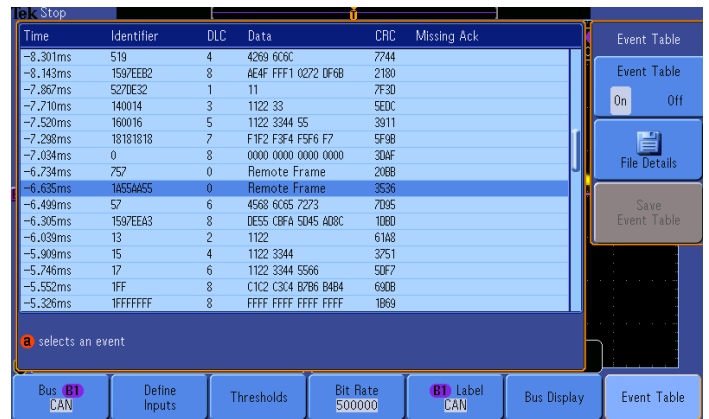 Tek Stop
T
Time Identifier DLC Data CRC Missing Ack
-8.301ms 519 4 4269 6C6C 7744
-8.143ms 1597EEB2 8 AE4F FFF1 0272 DF6B 2180
-7.867ms 527DE32 1 11 7F3D
-7.710ms 140014 3 1122 33 5EDC
-7.520ms 160016 5 1122 3344 55 3911
-7.298ms 18181818 7 F1F2 F3F4 F5F6 F7 5F9B
-7.034ms 0 8 0000 0000 0000 0000 3DAF
-6.734ms 757 0 Remote Frame 20BB
-6.635ms 1A55AA55 0 Remote Frame 3536
-6.499ms 57 6 4568 6C65 7273 7D95
-6.305ms 1597EEA3 8 DE55 CBFA 5D45 AD8C 1DBD
-6.039ms 13 2 1122 61A8
-5.909ms 15 4 1122 3344 3751
-5.746ms 17 6 1122 3344 5566 5DF7
-5.552ms 1FF 8 C1C2 C3C4 B7B6 B4B4 69DB
-5.326ms 1FFFFFFF 8 FFFF FFFF FFFF FFFF 1B69
a selects an event
Event Table
Event Table
On Off
File Details
Save
Event Table
Bus B1
CAN
Define
Inputs
Thresholds
Bit Rate
500000
B1 Label
CAN
Bus Display
Event Table